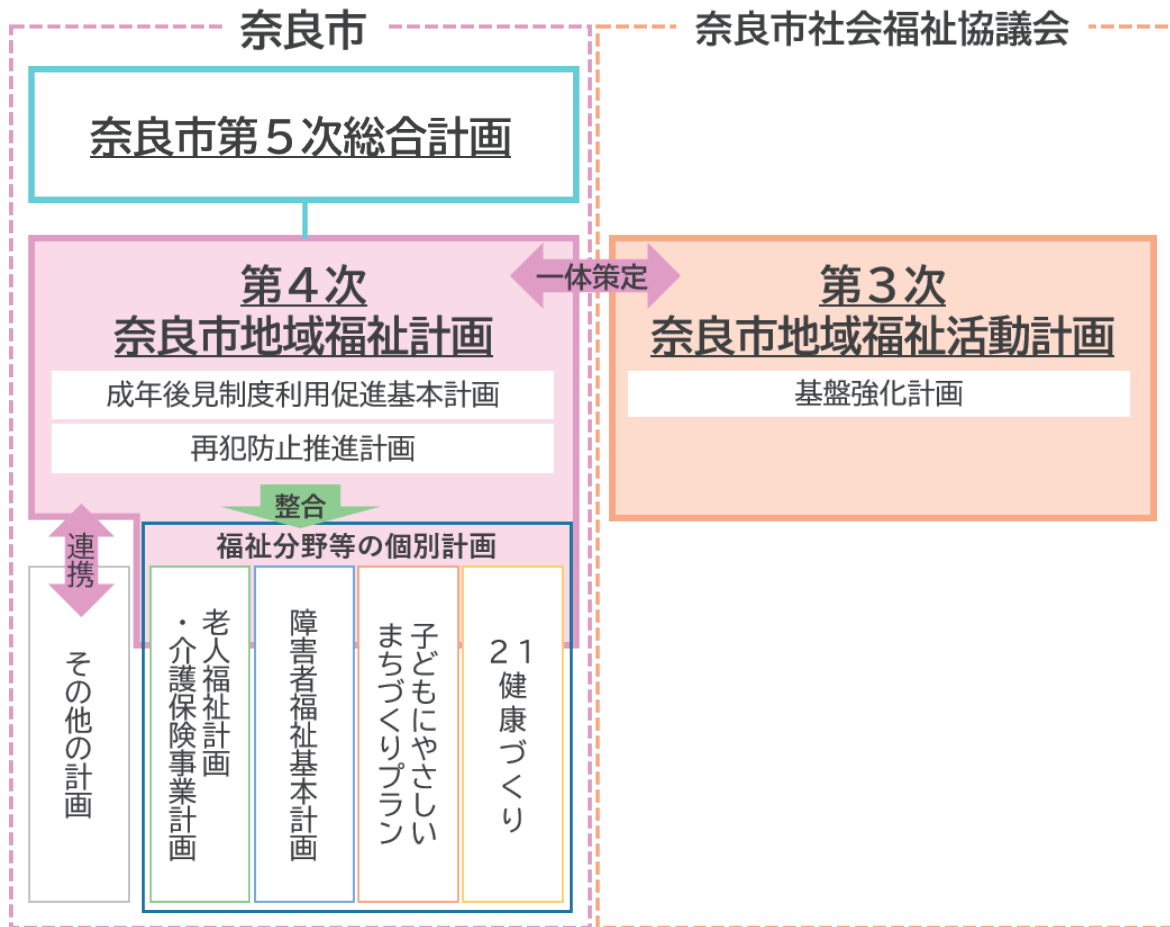 奈良市
奈良市社会福祉協議会
奈良市第５次総合計画
第４次
奈良市地域福祉計画
一体策定
第３次
奈良市地域福祉活動計画
成年後見制度利用促進基本計画
再犯防止推進計画
基盤強化計画
整合
連携
福祉分野等の個別計画
その他の計画
老人福祉計画
・介護保険事業計画
障害者福祉基本計画
子どもにやさしい
まちづくりプラン
２１健康づくり